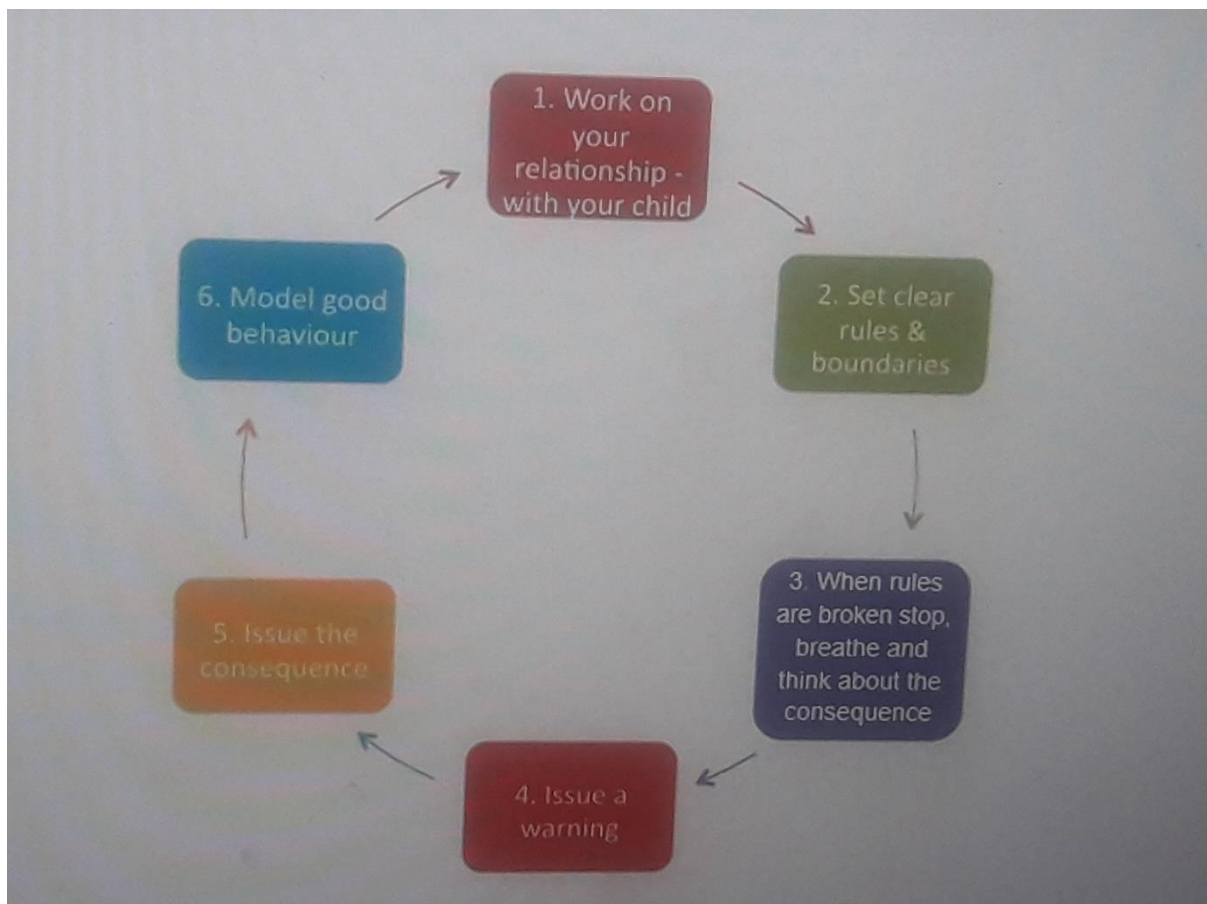 1. Work on
your
relationship -
with your child
2. Set clear
rules &
boundaries
3. When rules
are broken stop,
breathe and
think about the
consequence
4. Issue a
warning
5. Issue the
consequence
6. Model good
behaviour